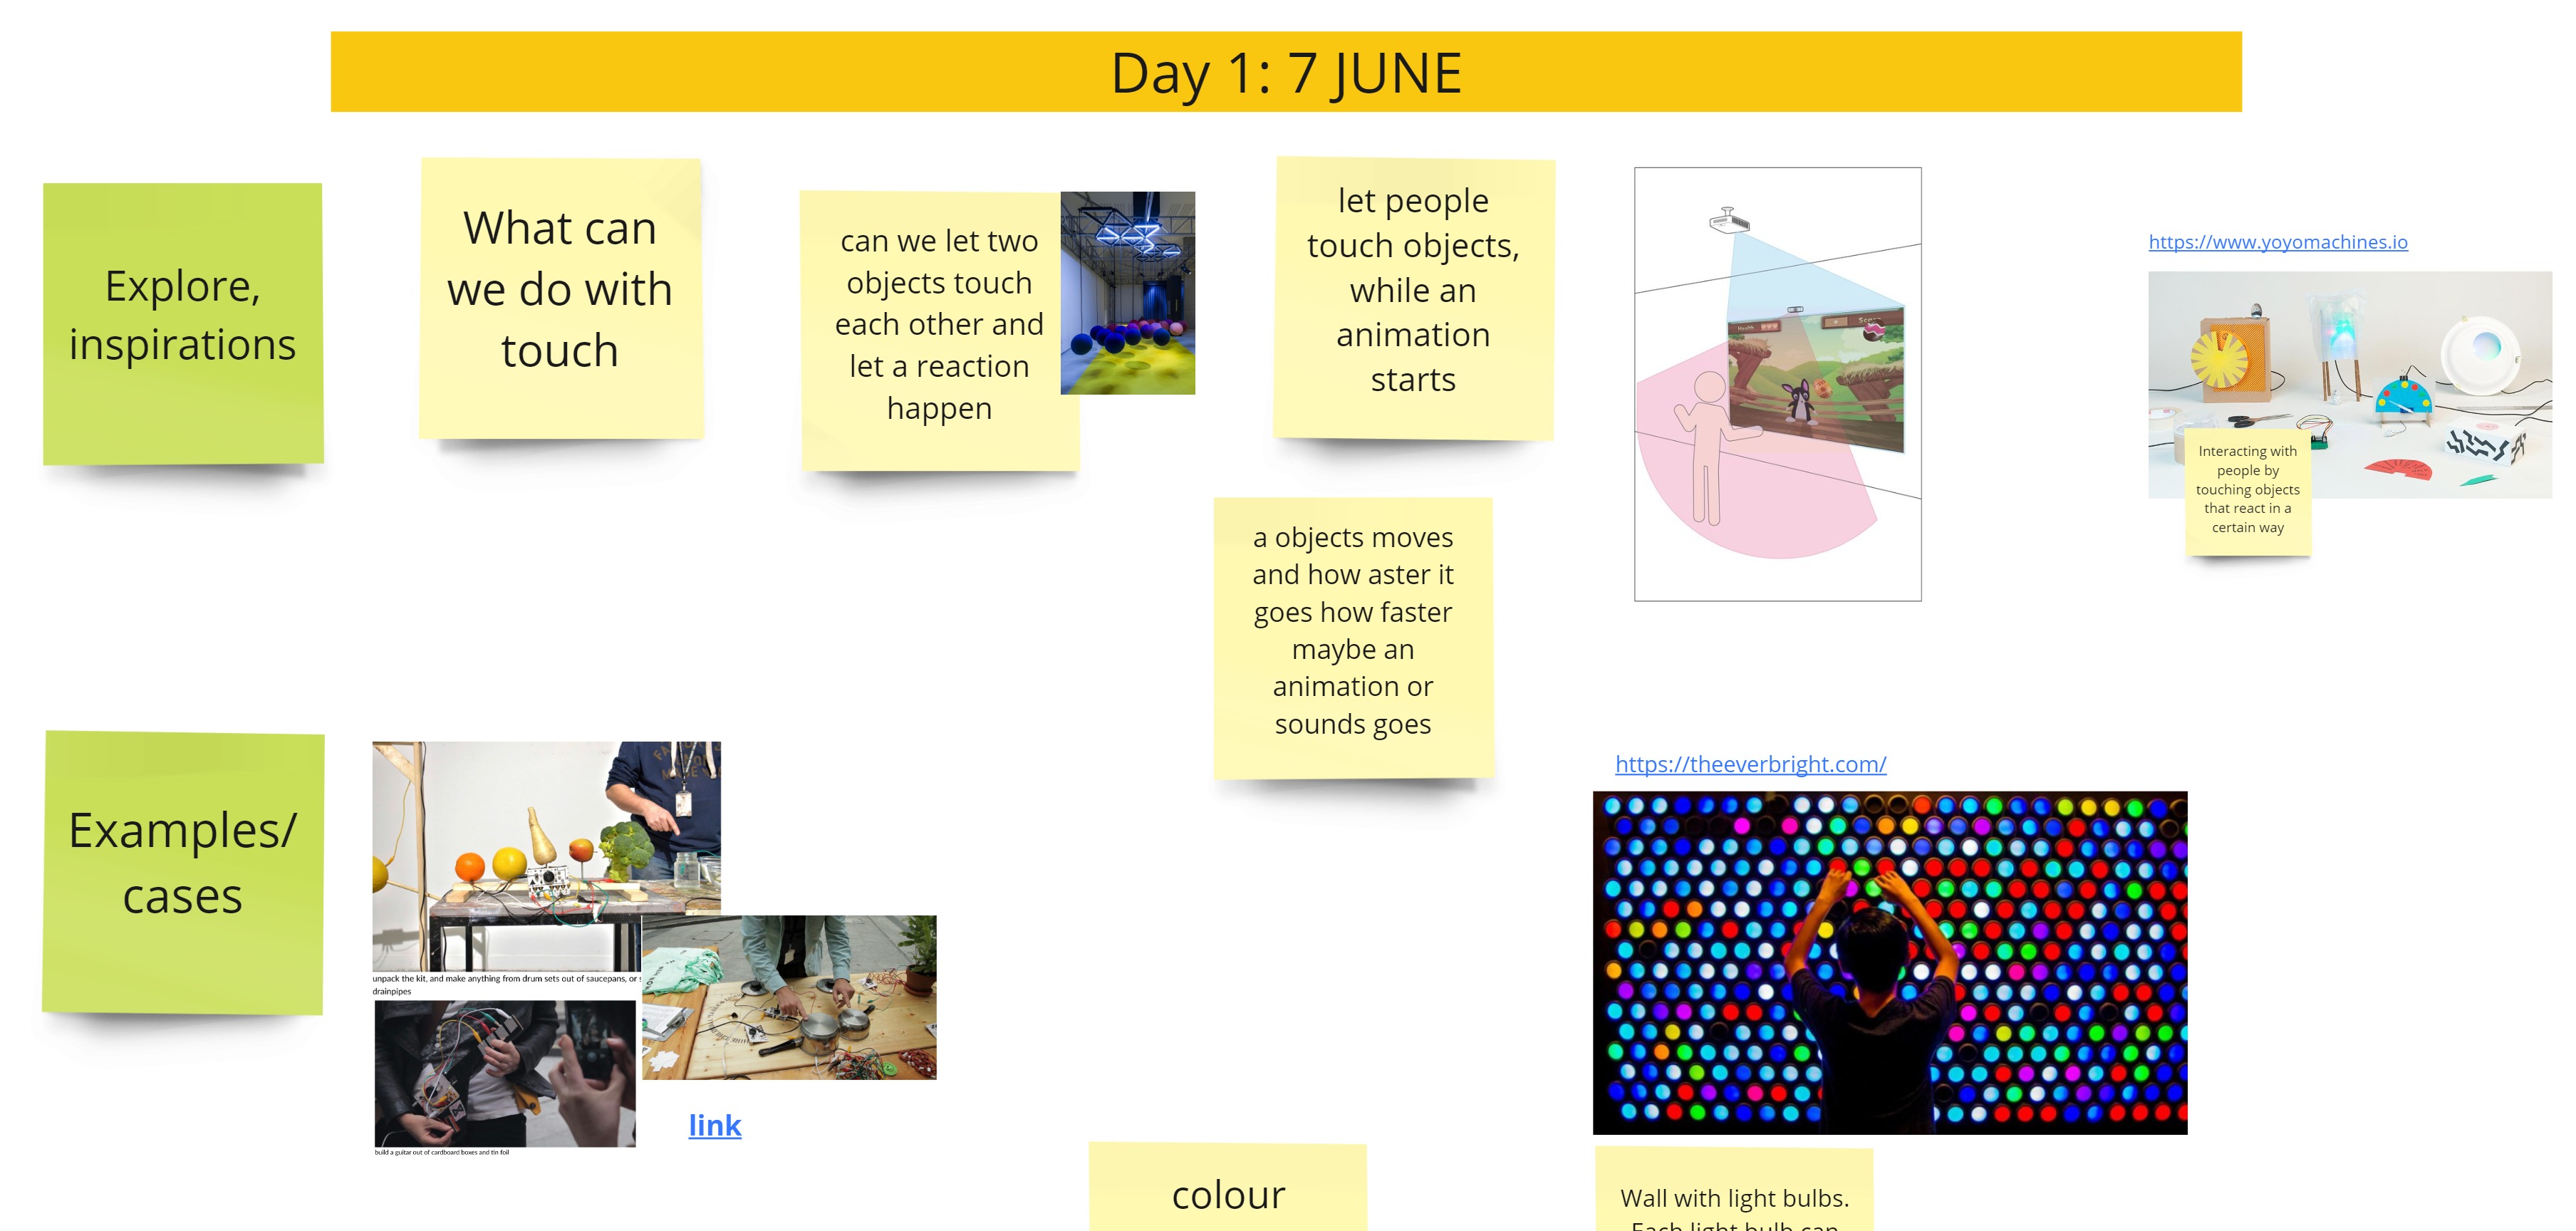 Day 1: 7 JUNE
Explore,
inspirations
What can
we do with
touch
can we let two
objects touch
each other and
let a reaction
happen
let people
touch objects,
while an
animation
starts
Health
https://www.yoyomachines.io
Interacting with
people by
touching objects
that react in a
certain way
a objects moves
and how aster it
goes how faster
maybe an
animation or
sounds goes
Examples/
cases
unpack the kit, and make anything from drum sets out of saucepans, or
drainpipes
build a guitar out of cardboard boxes and tin foil
link
https://theeverbright.com/
colour
Wall with light bulbs.
Each light bulb can